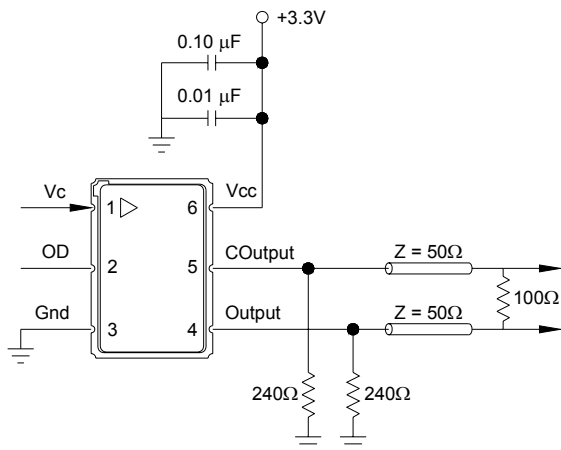 +3.3V
0.10 μF
0.01 μF
Vc
1
6
Vcc
OD
2
5
COutput
Z = 50Ω
100Ω
Gnd
3
4
Output
Z = 50Ω
240Ω
240Ω